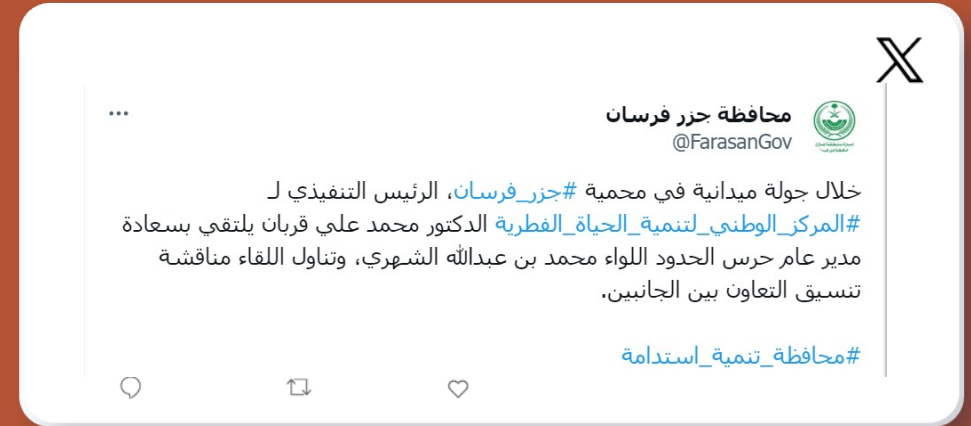 محافظة جزر فرسان
@FarasanGov
خلال جولة ميدانية في محمية #جزر_فرسان، الرئيس التنفيذي لـ
#المركز_الوطني_لتنمية_الحياة_الفطرية الدكتور محمد علي قربان يلتقي بسعادة
مدير عام حرس الحدود اللواء محمد بن عبدالله الشهري، وتناول اللقاء مناقشة
تنسيق التعاون بين الجانبين.
#محافظة_تنمية_استدامة